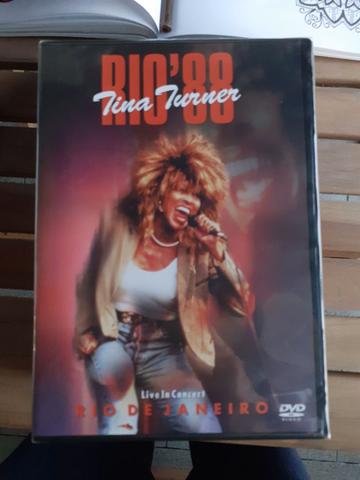 RIO'88
Tina Turner
Live In Concert
RIO DE JANEIRO
DVD
VIDEO